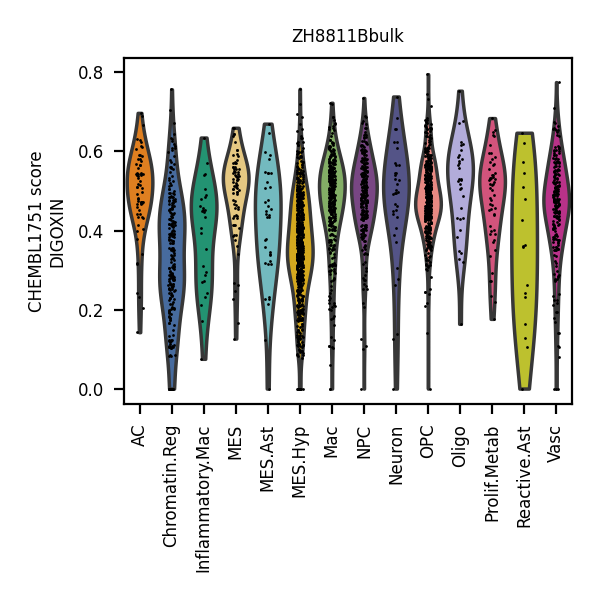 ZH8811Bbulk
CHEMBL1751 score
DIGOXIN
0.8
0.6
0.4
0.2
0.0
AC
Chromatin.Reg
Inflammatory.Mac
MES
MES.Ast
MES.Hyp
Mac
NPC
Neuron
OPC
Oligo
Prolif.Metab
Reactive.Ast
Vasc